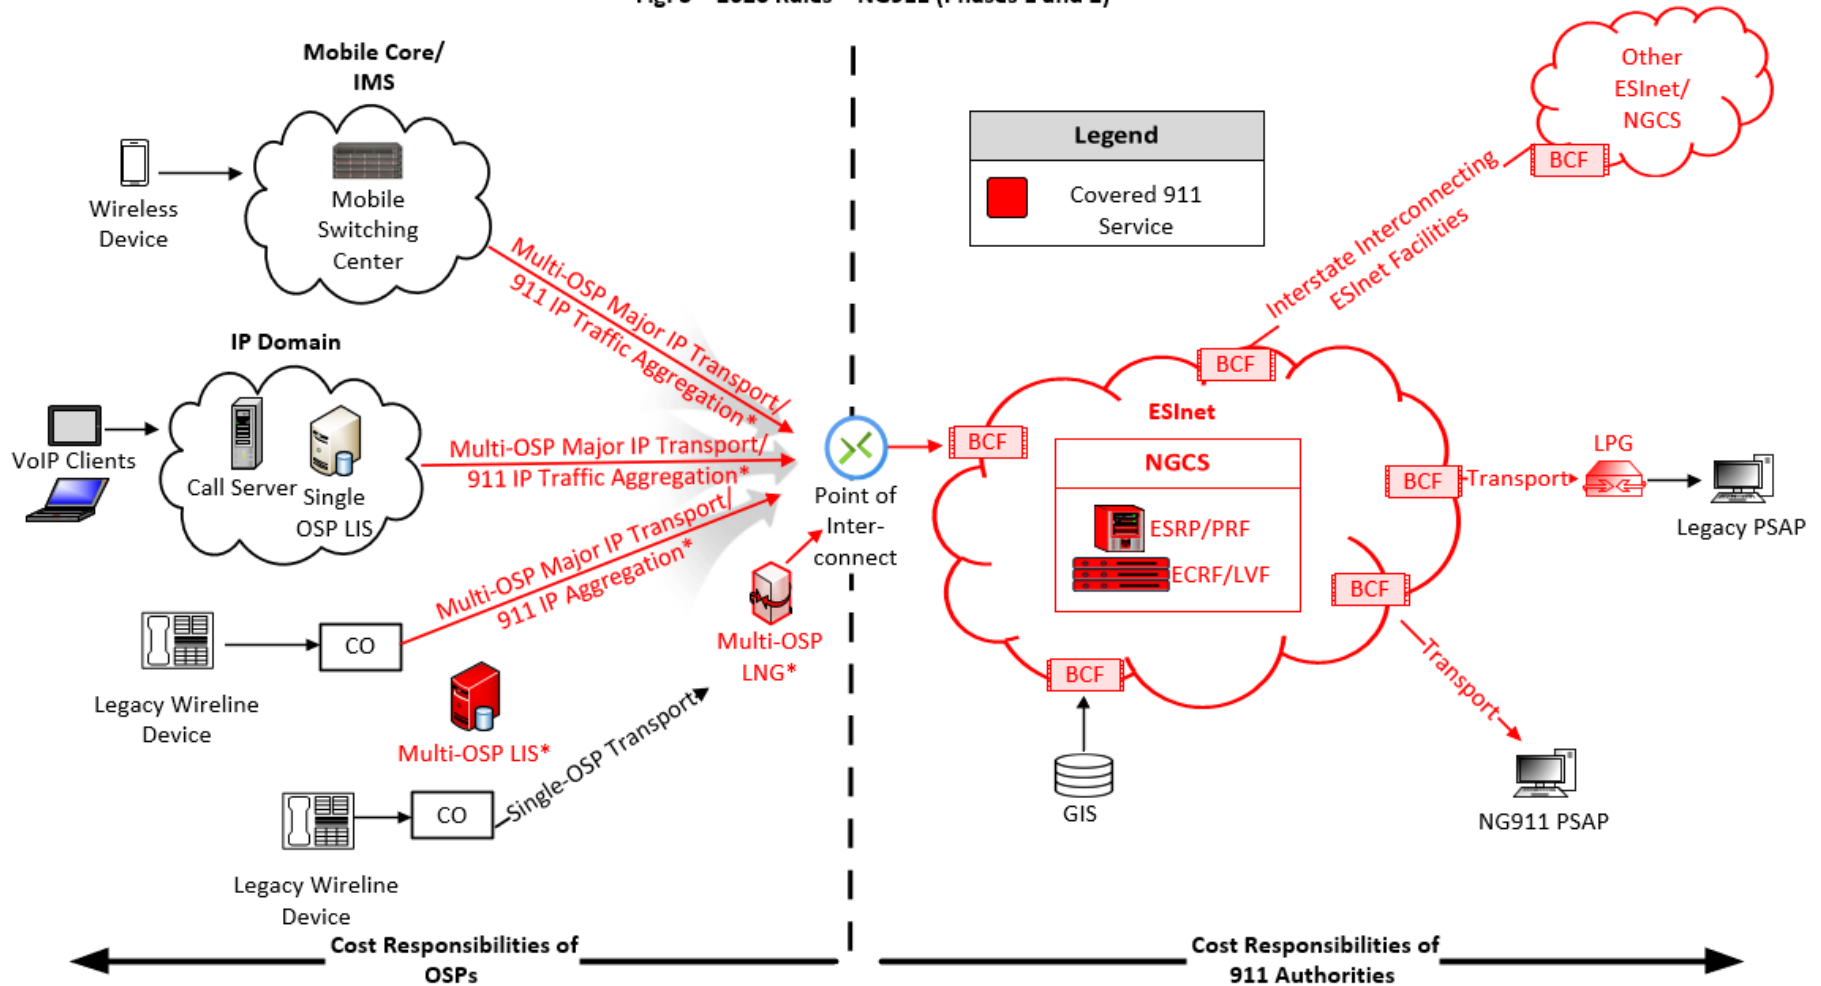 Mobile Core/
IMS
Mobile
Switching
Center
Wireless
Device
Multi-OSP Major IP Transport/
911 IP Traffic Aggregation*
IP Domain
VoIP Clients
Call Server
Single
OSP LIS
Multi-OSP Major IP Transport/
911 IP Traffic Aggregation*
Multi-OSP Major IP Transport/
911 IP Aggregation*
CO
Legacy Wireline
Device
Multi-OSP LIS*
Multi-OSP
LNG*
Single-OSP Transport
CO
Legacy Wireline
Device
Point of
Inter-
connect
Legend
Covered 911
Service
Other
ESInet/
NGCS
BCF
Interstate Interconnecting
ESInet Facilities
BCF
ESInet
BCF
NGCS
ESRP/PRF
ECRF/LVF
BCF
Transport
LPG
Legacy PSAP
BCF
Transport
NG911 PSAP
BCF
GIS
Cost Responsibilities of
OSPs
Cost Responsibilities of
911 Authorities